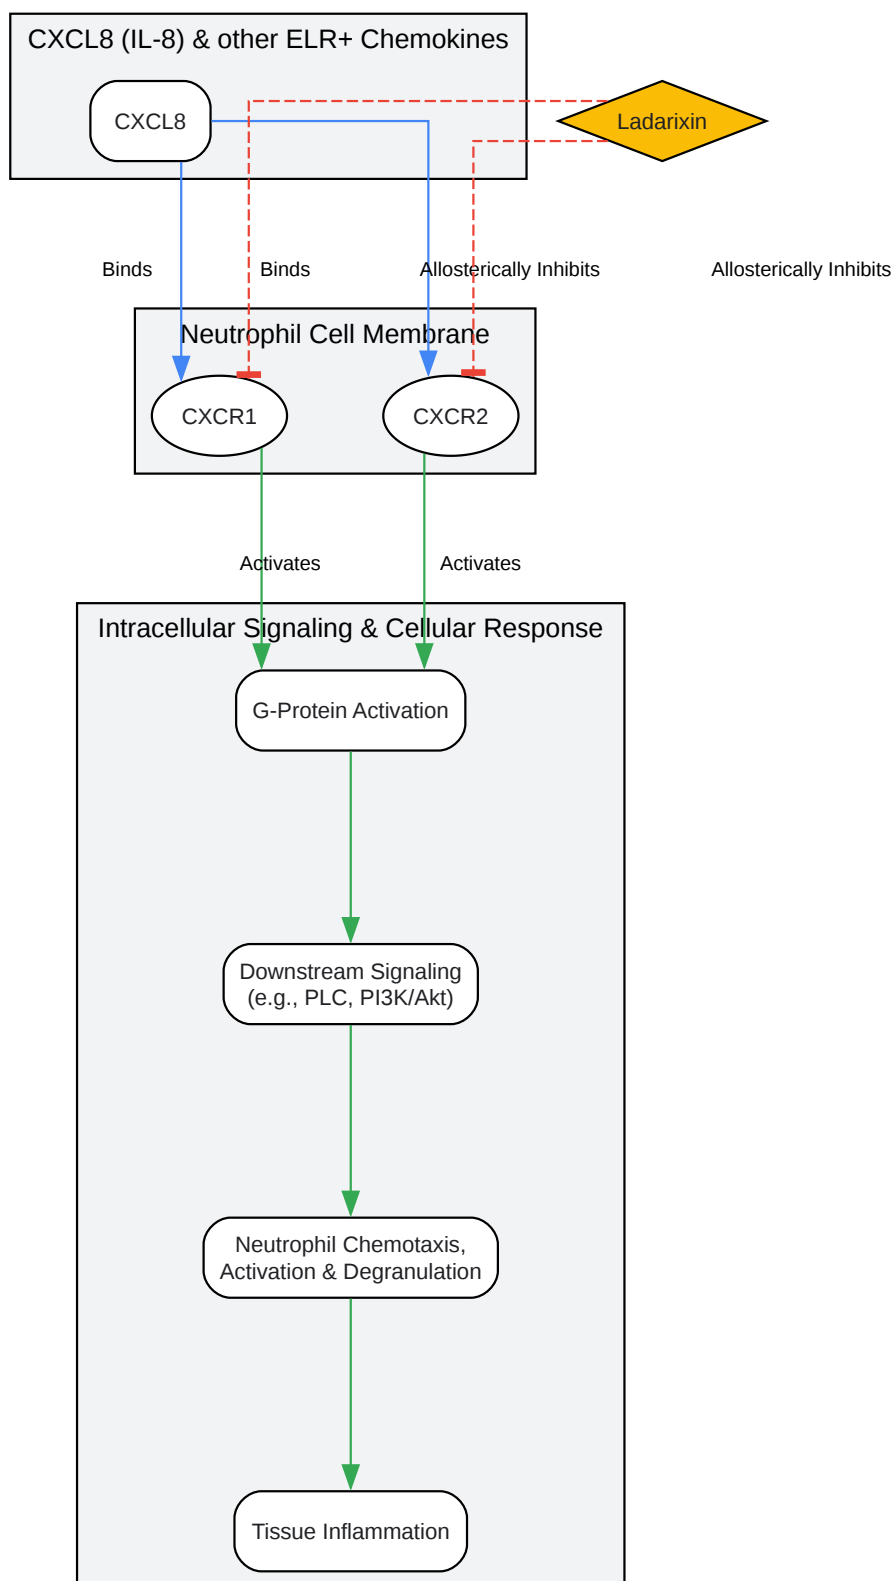 CXCL8 (IL-8) & other ELR+ Chemokines
CXCL8
Ladarixin
Binds
Binds
Allosterically Inhibits
Allosterically Inhibits
Neutrophil Cell Membrane
CXCR1
CXCR2
Activates
Activates
Intracellular Signaling & Cellular Response
G-Protein Activation
Downstream Signaling
(e.g., PLC, PI3K/Akt)
Neutrophil Chemotaxis,
Activation & Degranulation
Tissue Inflammation